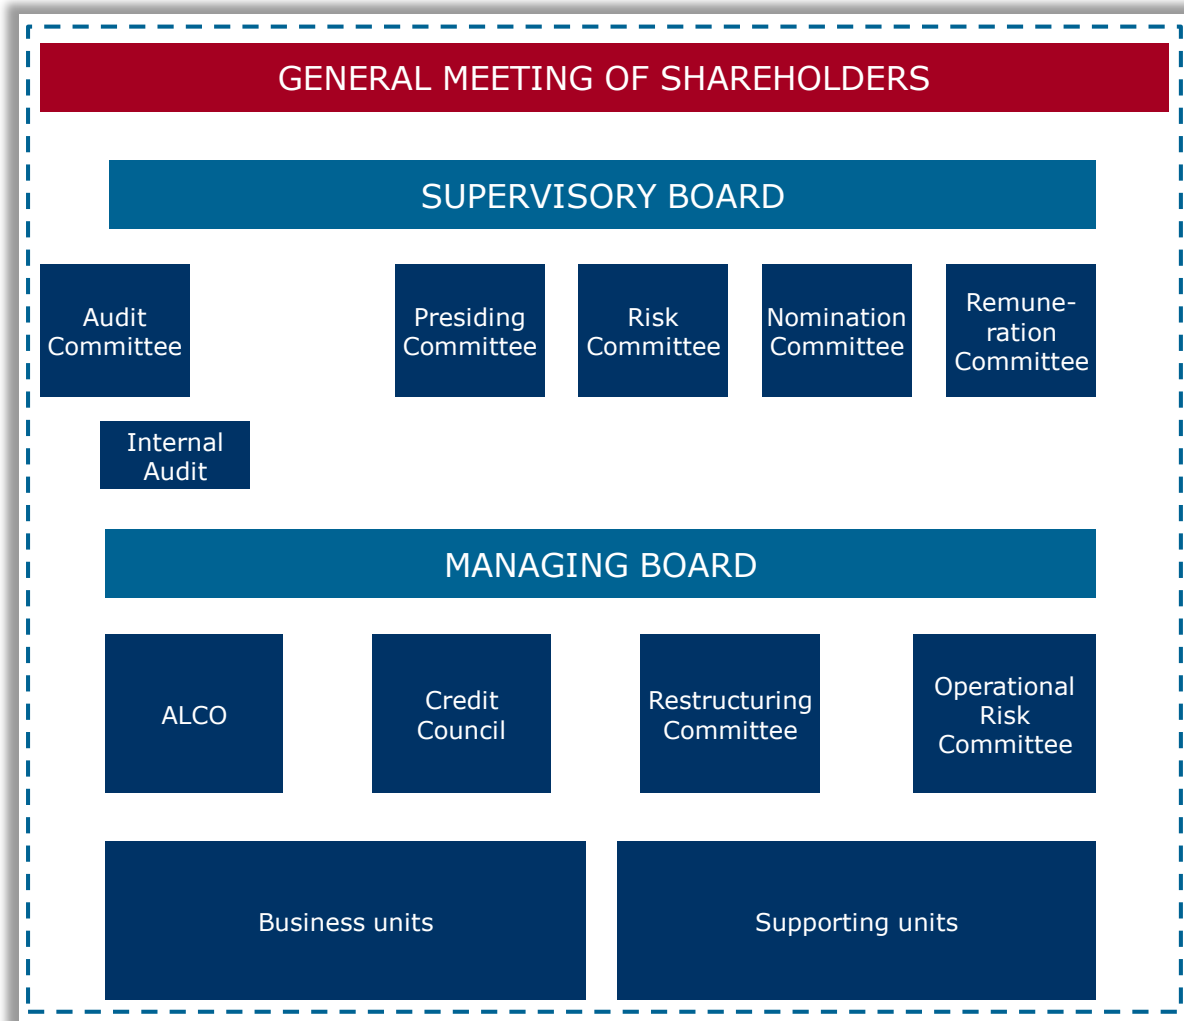 GENERAL MEETING OF SHAREHOLDERS
SUPERVISORY BOARD
Audit
Committee
Presiding
Committee
Risk
Committee
Nomination
Committee
Remune-
ration
Committee
Internal
Audit
MANAGING BOARD
ALCO
Credit
Council
Restructuring
Committee
Operational
Risk
Committee
Business units
Supporting units